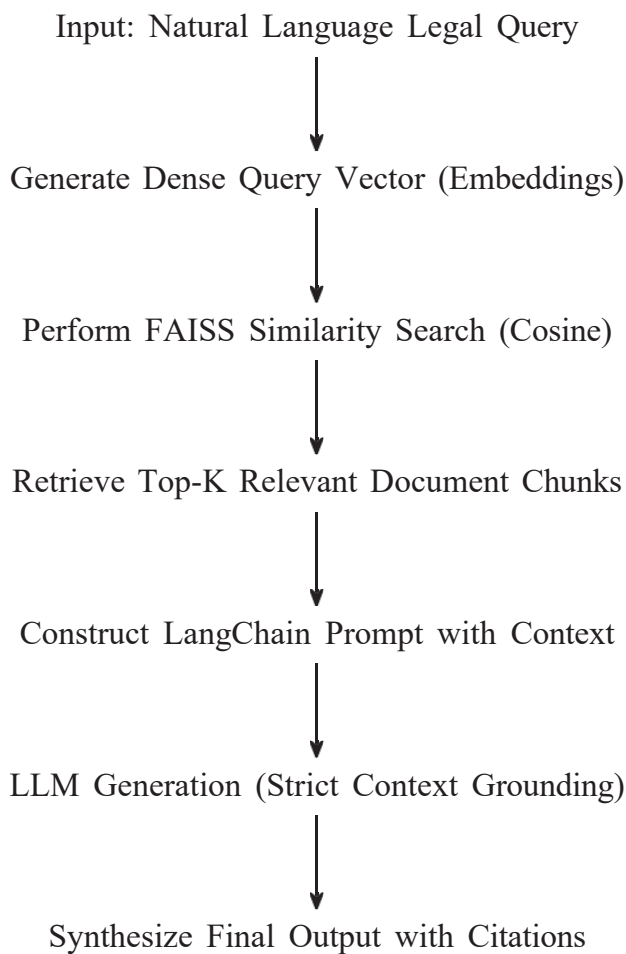 Input: Natural Language Legal Query
Generate Dense Query Vector (Embeddings)
Perform FAISS Similarity Search (Cosine)
Retrieve Top-K Relevant Document Chunks
Construct LangChain Prompt with Context
LLM Generation (Strict Context Grounding)
Synthesize Final Output with Citations